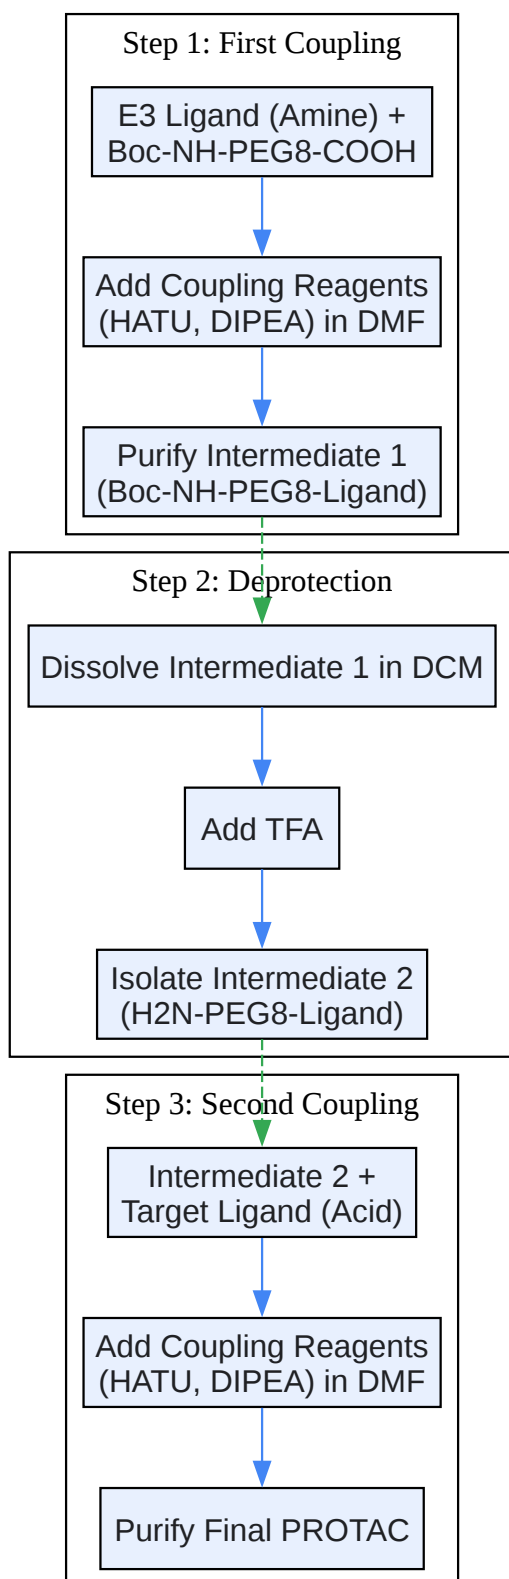 Step 1: First Coupling
E3 Ligand (Amine) +
Boc-NH-PEG8-COOH
Add Coupling Reagents
(HATU, DIPEA) in DMF
Purify Intermediate 1
(Boc-NH-PEG8-Ligand)
Step 2: Deprotection
Dissolve Intermediate 1 in DCM
Add TFA
Isolate Intermediate 2
(H2N-PEG8-Ligand)
Step 3: Second Coupling
Intermediate 2 +
Target Ligand (Acid)
Add Coupling Reagents
(HATU, DIPEA) in DMF
Purify Final PROTAC